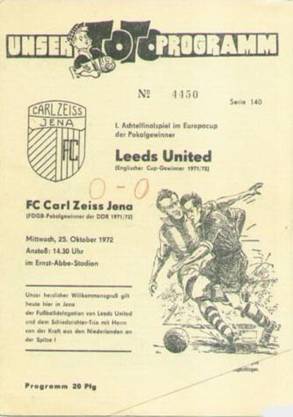 UNSER TOTO PROGRAMM
№ 4450
Serie 140
CARL ZEISS
JENA
FC
I. Achtelfinalspiel im Europacup
der Pokalgewinner
Leeds United
(Englischer Cup-Gewinner 1971/72)
0-0
FC Carl Zeiss Jena
(FDGB-Pokalgewinner der DDR 1971/72)
Mittwoch, 25. Oktober 1972
Anstoß: 14.30 Uhr
im Ernst-Abbe-Stadion
Unser herzlicher Willkommensgruß gilt
heute hier in Jena
der Fußballdelegation von Leeds United
und dem Schiedsrichter-Trio mit Herrn
van der Kraft aus den Niederlanden an
der Spitze!
Programm 20 Pfg